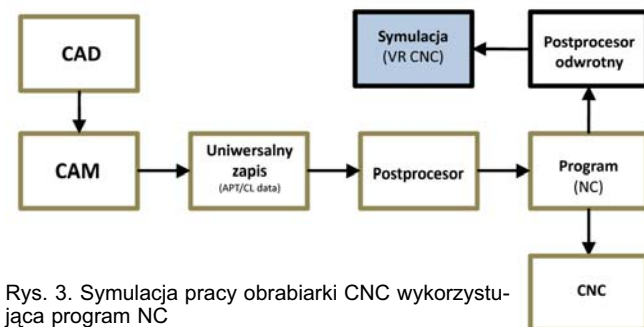 CAD
Symulacja
(VR CNC)
Postprocesor
odwrotny
CAM
Uniwersalny
zapis
(APT/CL data)
Postprocesor
Program
(NC)
CNC
Rys. 3. Symulacja pracy obrabiarki CNC wykorzystu-
jąca program NC